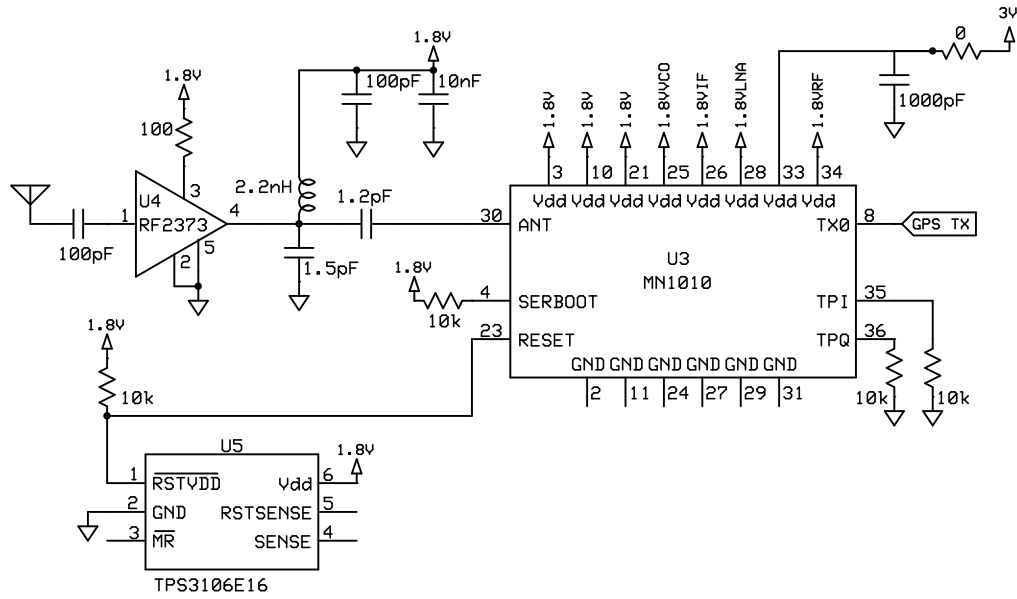 3V
0
1.8V
100pF
10nF
1000pF
1.8V
100
1.8V
1.8V
1.8V
1.8VVCO
1.8VIF
1.8VLNA
1.8VRF
3
10
21
25
26
28
33
34
Vdd Vdd Vdd Vdd Vdd Vdd Vdd Vdd
U4
3
RF2373
1
4
5
2
100pF
2.2nH
1.2pF
1.5pF
30
ANT
TX0
8
GPS TX
U3
MN1010
1.8V
10k
4
SERBOOT
TPI
35
23
RESET
TPQ
36
GND GND GND GND GND GND
2
11
24
27
29
31
10k
10k
1.8V
10k
U5
1.8V
1
RSTVDD
Vdd
6
2
GND
RSTSENSE
5
3
MR
SENSE
4
TPS3106E16